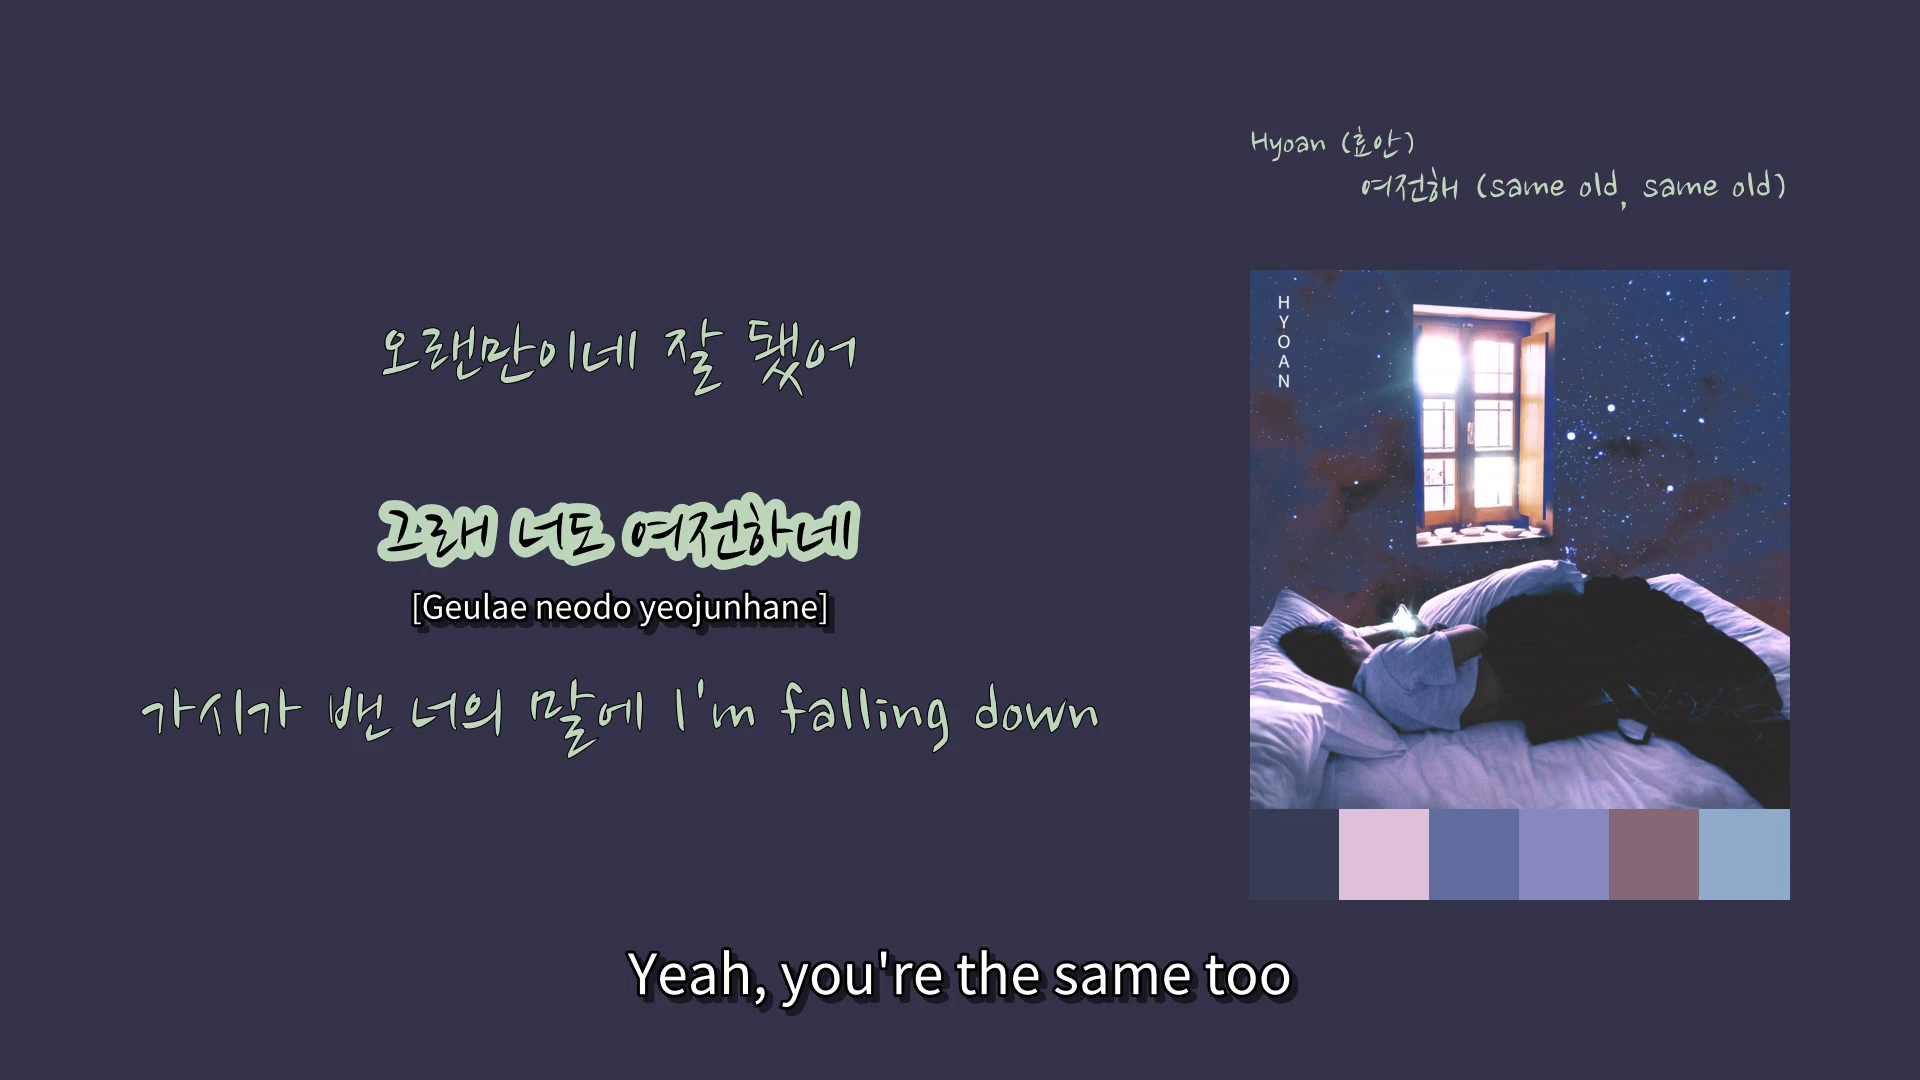 Hyoan (효안)
여전해 (same old, same old)
H
Y
O
A
N
오랜만이네 잘 됐어
그래 너도 여전하네
[Geulae neodo yeojunhane]
가시가 밴 너의 말에 I'm falling down
Yeah, you're the same too